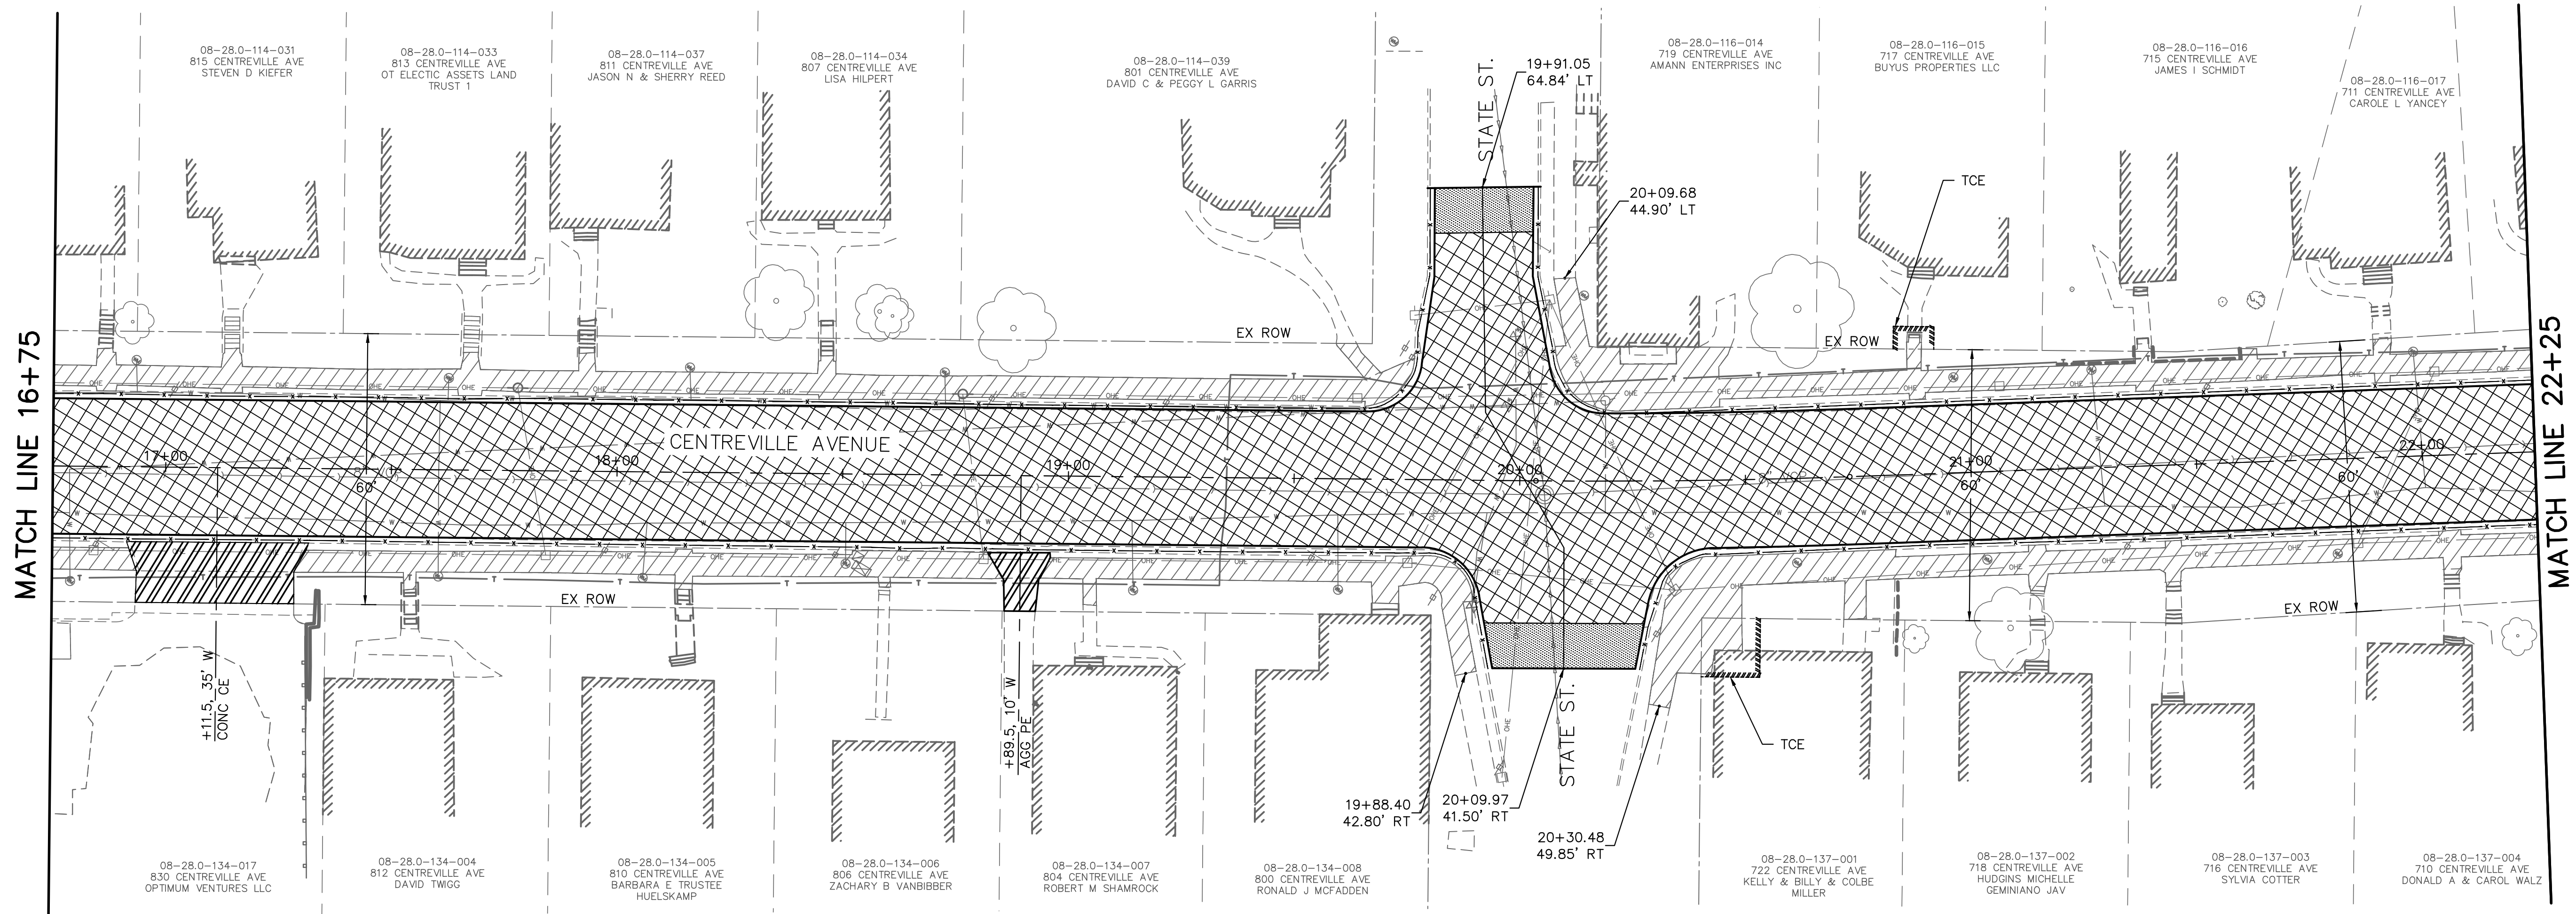 08-28.0-114-031
815 CENTREVILLE AVE
STEVEN D KIEFER
08-28.0-114-033
813 CENTREVILLE AVE
OT ELECTIC ASSETS LAND
TRUST 1
08-28.0-114-037
811 CENTREVILLE AVE
JASON N & SHERRY REED
08-28.0-114-034
807 CENTREVILLE AVE
LISA HILPERT
08-28.0-114-039
801 CENTREVILLE AVE
DAVID C & PEGGY L GARRIS
STATE ST.
19+91.05
64.84' LT
08-28.0-116-014
719 CENTREVILLE AVE
AMANN ENTERPRISES INC
08-28.0-116-015
717 CENTREVILLE AVE
BUYUS PROPERTIES LLC
08-28.0-116-016
715 CENTREVILLE AVE
JAMES I SCHMIDT
08-28.0-116-017
711 CENTREVILLE AVE
CAROLE L YANCEY
20+09.68
44.90' LT
TCE
EX ROW
EX ROW
MATCH LINE 16+75
MATCH LINE 22+25
CENTREVILLE AVENUE
17+00
18+00
19+00
20+00
21+00
22+00
60'
60'
60'
EX ROW
EX ROW
+11.5, 35' W
CONC CE
+89.5, 10' W
AGG PE
STATE ST.
TCE
19+88.40
42.80' RT
20+09.97
41.50' RT
20+30.48
49.85' RT
08-28.0-134-017
830 CENTREVILLE AVE
OPTIMUM VENTURES LLC
08-28.0-134-004
812 CENTREVILLE AVE
DAVID TWIGG
08-28.0-134-005
810 CENTREVILLE AVE
BARBARA E TRUSTEE
HUELSKAMP
08-28.0-134-006
806 CENTREVILLE AVE
ZACHARY B VANBIBBER
08-28.0-134-007
804 CENTREVILLE AVE
ROBERT M SHAMROCK
08-28.0-134-008
800 CENTREVILLE AVE
RONALD J MCFADDEN
08-28.0-137-001
722 CENTREVILLE AVE
KELLY & BILLY & COLBE
MILLER
08-28.0-137-002
718 CENTREVILLE AVE
HUDGINS MICHELLE
GEMINIANO JAV
08-28.0-137-003
716 CENTREVILLE AVE
SYLVIA COTTER
08-28.0-137-004
710 CENTREVILLE AVE
DONALD A & CAROL WALZ